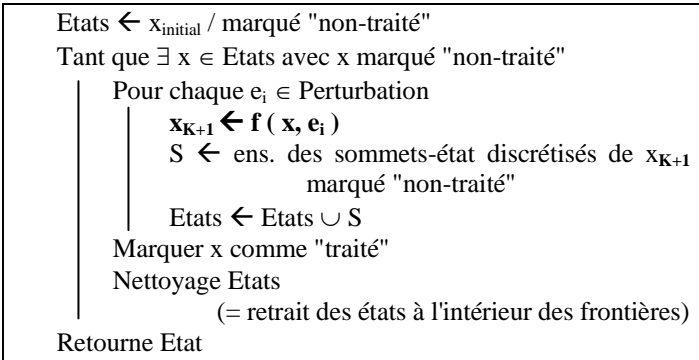 Etats ← x_initial / marqué "non-traité"
Tant que ∃ x ∈ Etats avec x marqué "non-traité"
Pour chaque e_i ∈ Perturbation
x_K+1 ← f ( x, e_i )
S ← ens. des sommets-état discrétisés de x_K+1
marqué "non-traité"
Etats ← Etats ∪ S
Marquer x comme "traité"
Nettoyage Etats
(= retrait des états à l'intérieur des frontières)
Retourne Etat